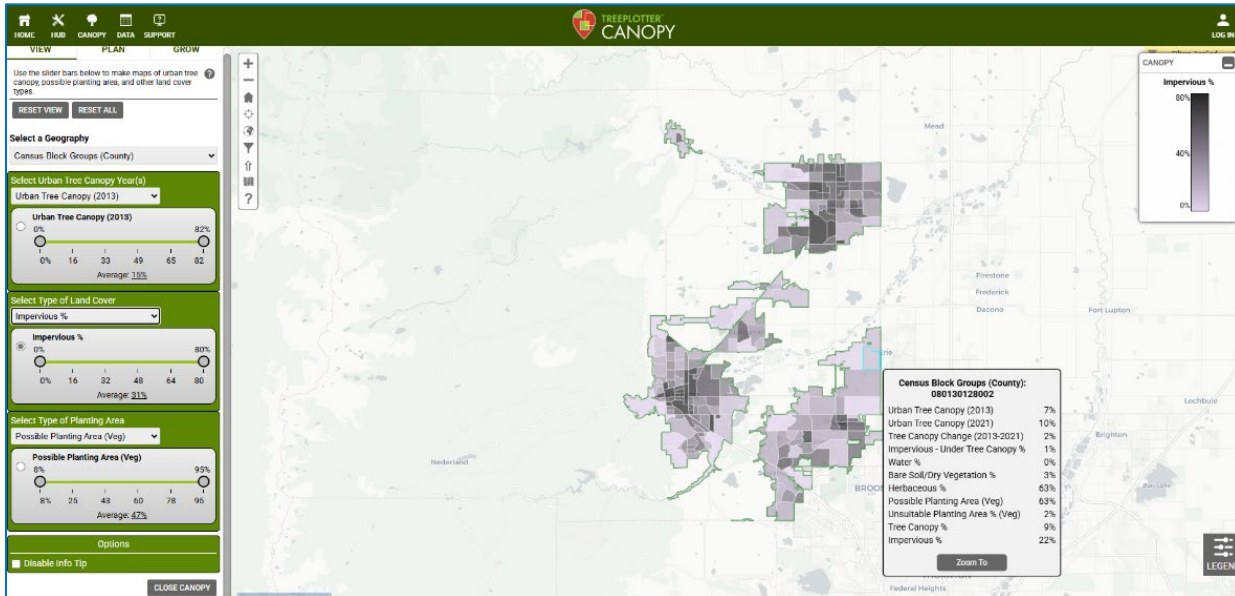 HOME HUB CANOPY DATA SUPPORT
TREEPLOTTER™
CANOPY
LOG IN
VIEW PLAN GROW
Use the slider bars below to make maps of urban tree
canopy, possible planting area, and other land cover
types.
RESET VIEW RESET ALL
Select a Geography
Census Block Groups (County)
Select Urban Tree Canopy Year(s)
Urban Tree Canopy (2013)
Urban Tree Canopy (2013)
0% 82%
0% 16 33 49 65 82
Average: 15%
Select Type of Land Cover
Impervious %
Impervious %
0% 80%
0% 16 32 48 64 80
Average: 31%
Select Type of Planting Area
Possible Planting Area (Veg)
Possible Planting Area (Veg)
8% 95%
8% 25 43 60 78 95
Average: 47%
Options
Disable Info Tip
CLOSE CANOPY
CANOPY
Impervious %
80%
40%
0%
Mead
Firestone
Frederick
Dacono
Fort Lupton
Erie
Lochbuie
Brighton
Nederland
BROO
Federal Heights
Census Block Groups (County):
080130128002
Urban Tree Canopy (2013) 7%
Urban Tree Canopy (2021) 10%
Tree Canopy Change (2013-2021) 2%
Impervious - Under Tree Canopy % 1%
Water % 0%
Bare Soil/Dry Vegetation % 3%
Herbaceous % 63%
Possible Planting Area (Veg) 63%
Unsuitable Planting Area % (Veg) 2%
Tree Canopy % 9%
Impervious % 22%
Zoom To
LEGEN